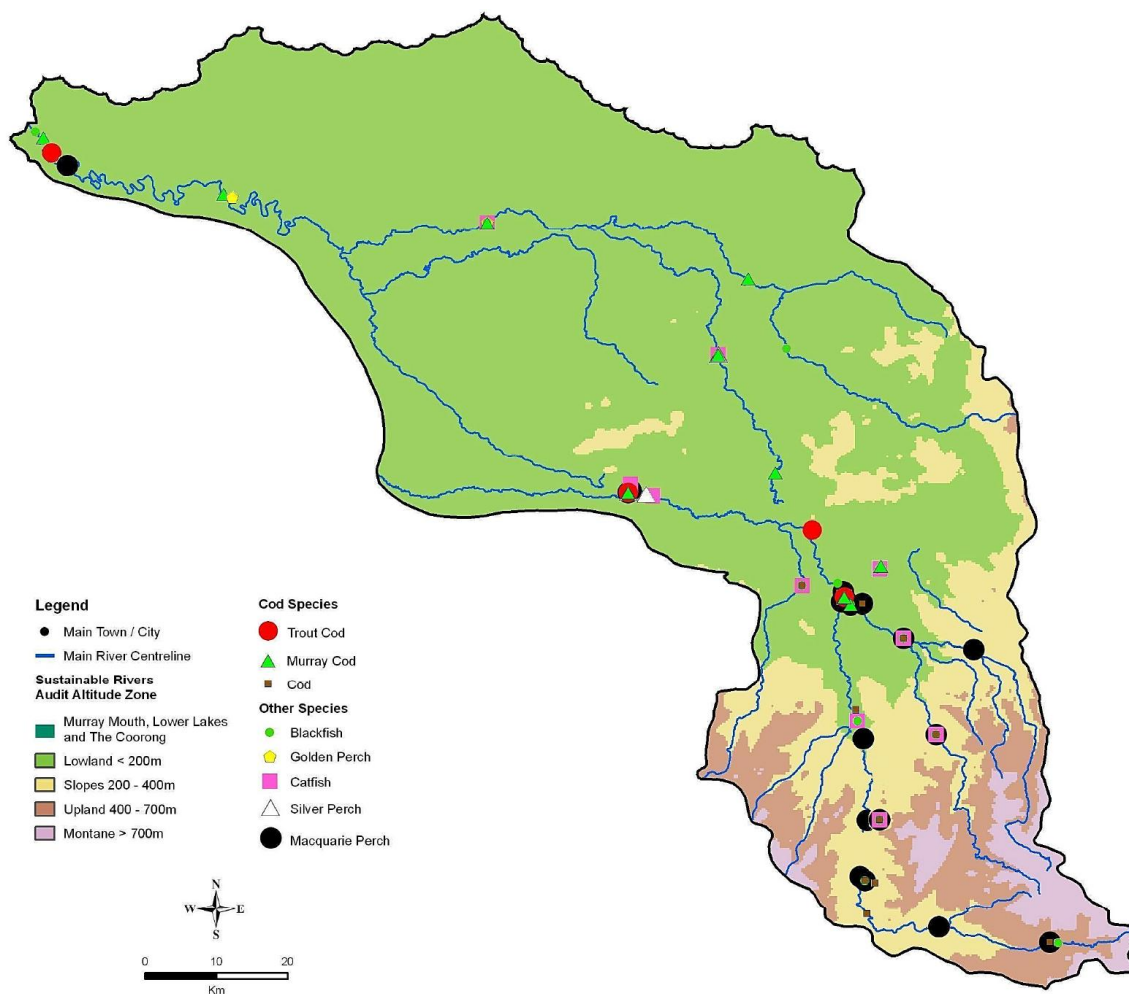 Legend
Main Town / City
Main River Centreline
Sustainable Rivers
Audit Altitude Zone
Murray Mouth, Lower Lakes
and The Coorong
Lowland < 200m
Slopes 200 - 400m
Upland 400 - 700m
Montane > 700m
Cod Species
Trout Cod
Murray Cod
Cod
Other Species
Blackfish
Golden Perch
Catfish
Silver Perch
Macquarie Perch
N
W E
S
0 10 20
Km